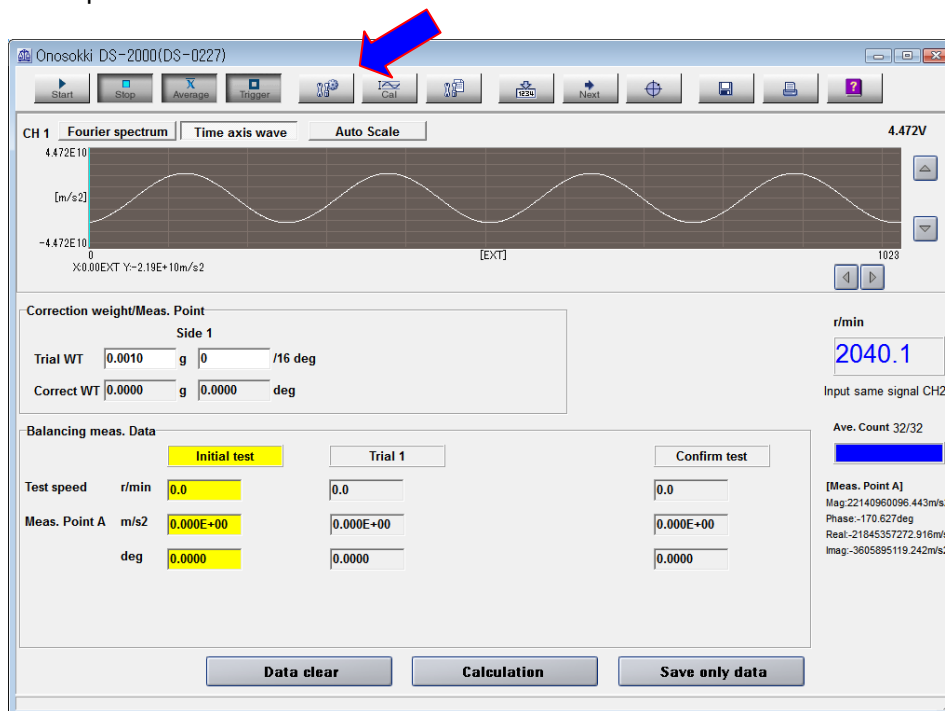 Onosokki DS-2000(DS-0227)
Start Stop X Average Trigger Cal 1234 Next ?
CH 1 Fourier spectrum Time axis wave Auto Scale 4.472V
4.472E10
[m/s2]
-4.472E10
0 [EXT] 1023
X:0.00EXT Y:-2.19E+10m/s2
Correction weight/Meas. Point
Side 1
Trial WT 0.0010 g 0 /16 deg
Correct WT 0.0000 g 0.0000 deg
r/min
2040.1
Input same signal CH2
Ave. Count 32/32
Balancing meas. Data
Initial test Trial 1 Confirm test
Test speed r/min 0.0 0.0 0.0
Meas. Point A m/s2 0.000E+00 0.000E+00 0.000E+00
deg 0.0000 0.0000 0.0000
[Meas. Point A]
Mag:22140960096.443m/s2
Phase:-170.627deg
Real:-21845357272.916m/s
Imag:-3605895119.242m/s2
Data clear Calculation Save only data